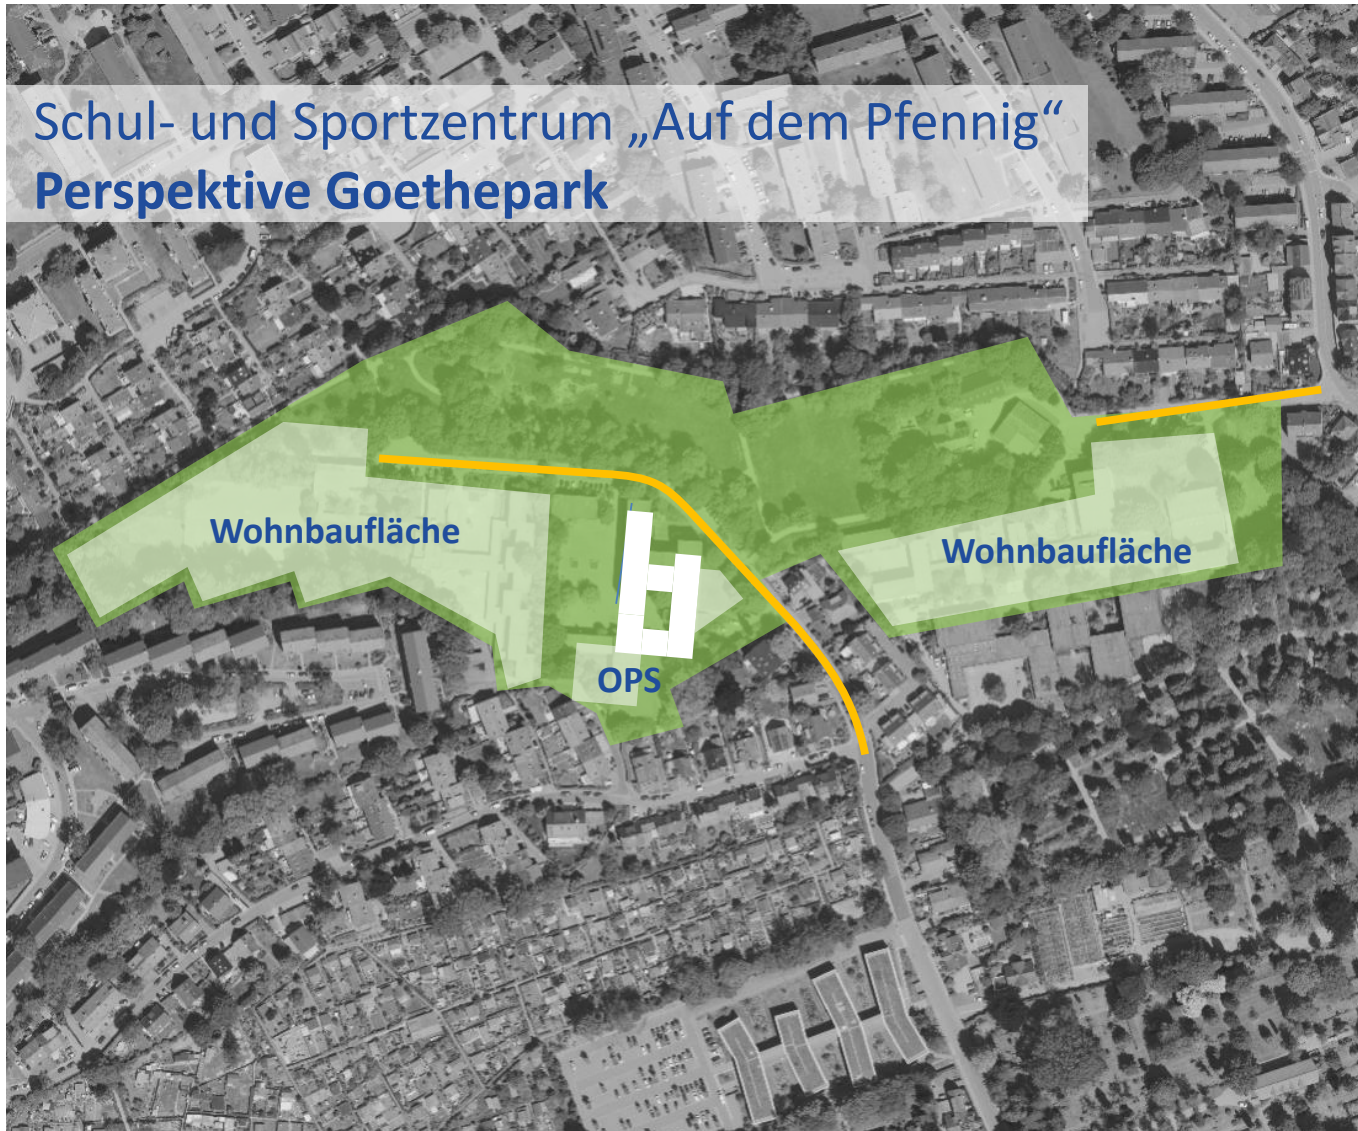 Schul- und Sportzentrum „Auf dem Pfennig“
Perspektive Goethepark
Wohnbaufläche
Wohnbaufläche
OPS